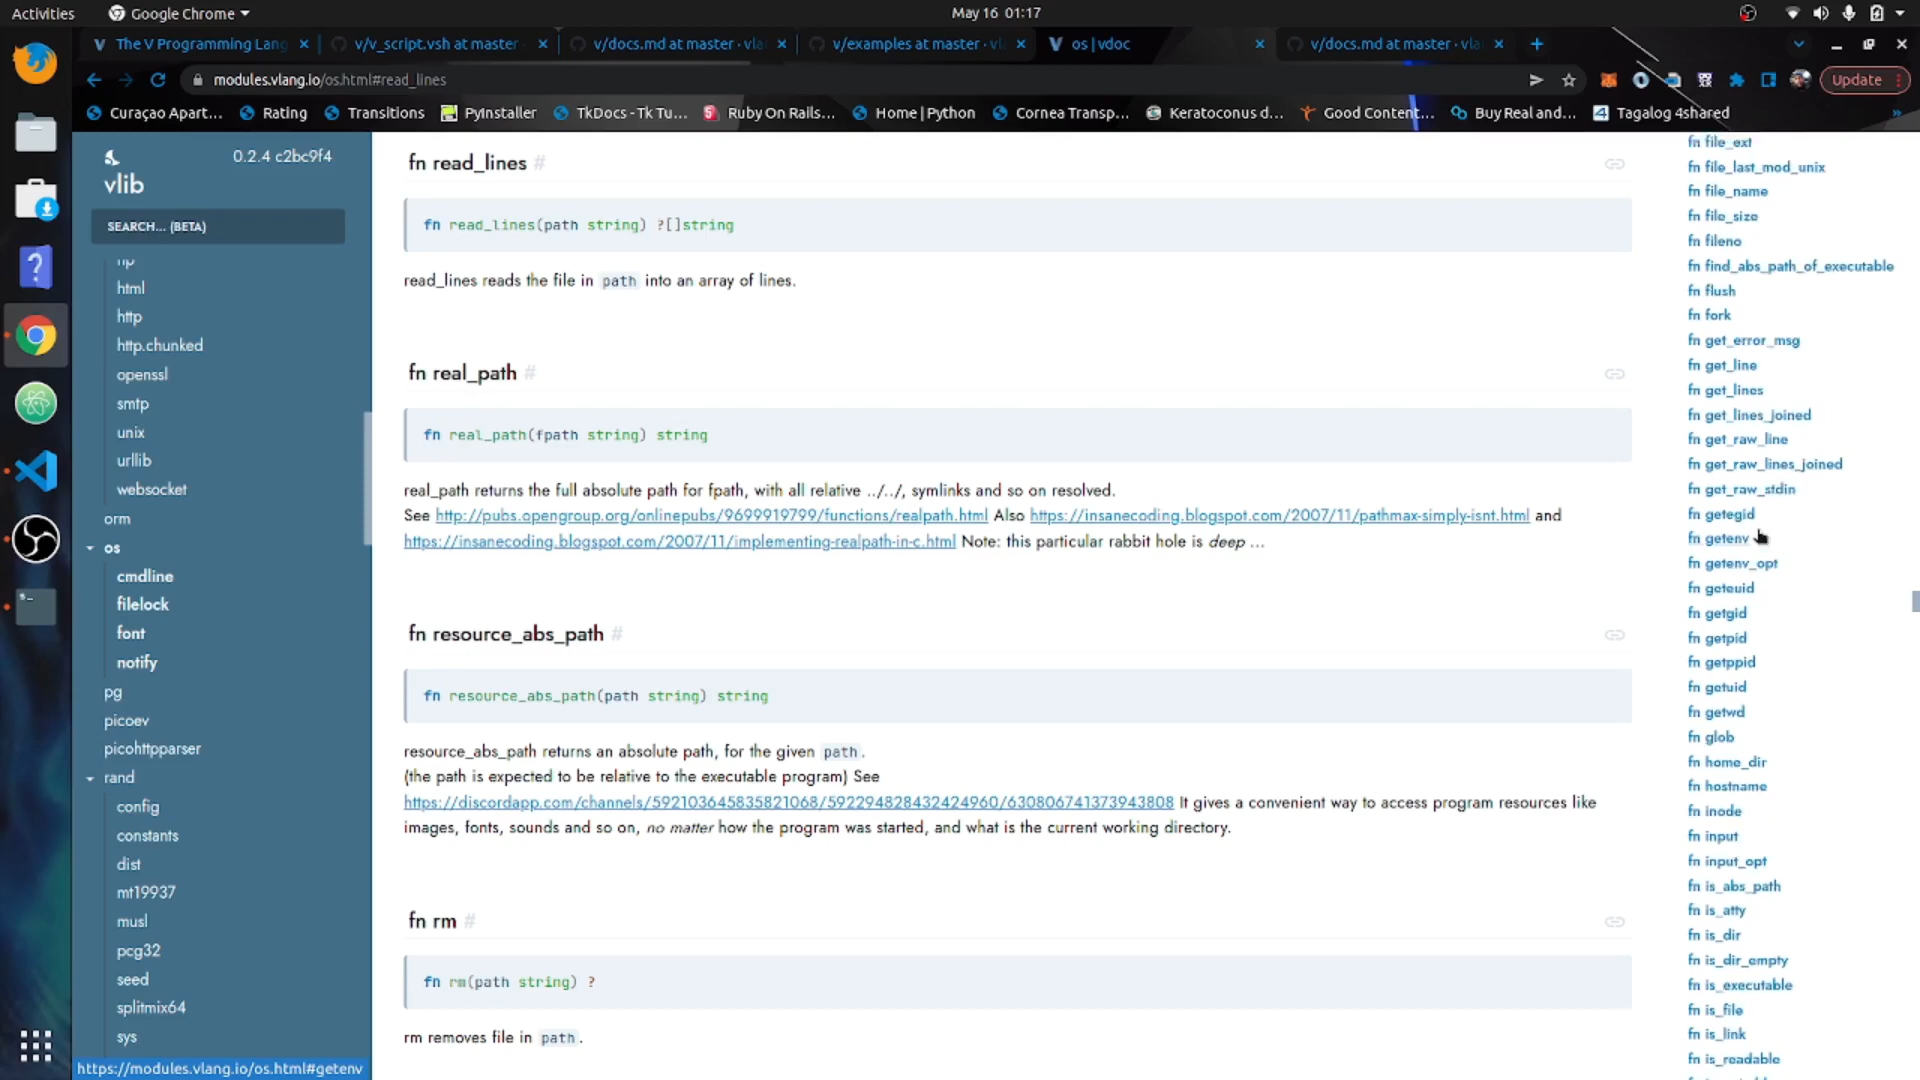 Activities
Google Chrome
May 16 01:17
The V Programming Lang
v/v_script.vsh at master
v/docs.md at master · vla
v/examples at master · vl
os | vdoc
v/docs.md at master · vla
modules.vlang.io/os.html#read_lines
Update
Curaçao Apart...
Rating
Transitions
PyInstaller
TkDocs - Tk Tu...
Ruby On Rails...
Home | Python
Cornea Transp...
Keratoconus d...
Good Content...
Buy Real and...
Tagalog 4shared
0.2.4 c2bc9f4
vlib
SEARCH... (BETA)
html
http
http.chunked
openssl
smtp
unix
urllib
websocket
orm
os
cmdline
filelock
font
notify
pg
picoev
picohttpparser
rand
config
constants
dist
mt19937
musl
pcg32
seed
splitmix64
sys
https://modules.vlang.io/os.html#getenv
fn read_lines #
fn read_lines(path string) ?[]string
read_lines reads the file in path into an array of lines.
fn real_path #
fn real_path(fpath string) string
real_path returns the full absolute path for fpath, with all relative ../../, symlinks and so on resolved.
See http://pubs.opengroup.org/onlinepubs/9699919799/functions/realpath.html Also https://insanecoding.blogspot.com/2007/11/pathmax-simply-isnt.html and
https://insanecoding.blogspot.com/2007/11/implementing-realpath-in-c.html Note: this particular rabbit hole is deep ...
fn resource_abs_path #
fn resource_abs_path(path string) string
resource_abs_path returns an absolute path, for the given path.
(the path is expected to be relative to the executable program) See
https://discordapp.com/channels/592103645835821068/592294828432424960/630806741373943808 It gives a convenient way to access program resources like
images, fonts, sounds and so on, no matter how the program was started, and what is the current working directory.
fn rm #
fn rm(path string) ?
rm removes file in path.
fn file_ext
fn file_last_mod_unix
fn file_name
fn file_size
fn fileno
fn find_abs_path_of_executable
fn flush
fn fork
fn get_error_msg
fn get_line
fn get_lines
fn get_lines_joined
fn get_raw_line
fn get_raw_lines_joined
fn get_raw_stdin
fn getegid
fn getenv
fn getenv_opt
fn geteuid
fn getgid
fn getpid
fn getppid
fn getuid
fn getwd
fn glob
fn home_dir
fn hostname
fn inode
fn input
fn input_opt
fn is_abs_path
fn is_atty
fn is_dir
fn is_dir_empty
fn is_executable
fn is_file
fn is_link
fn is_readable